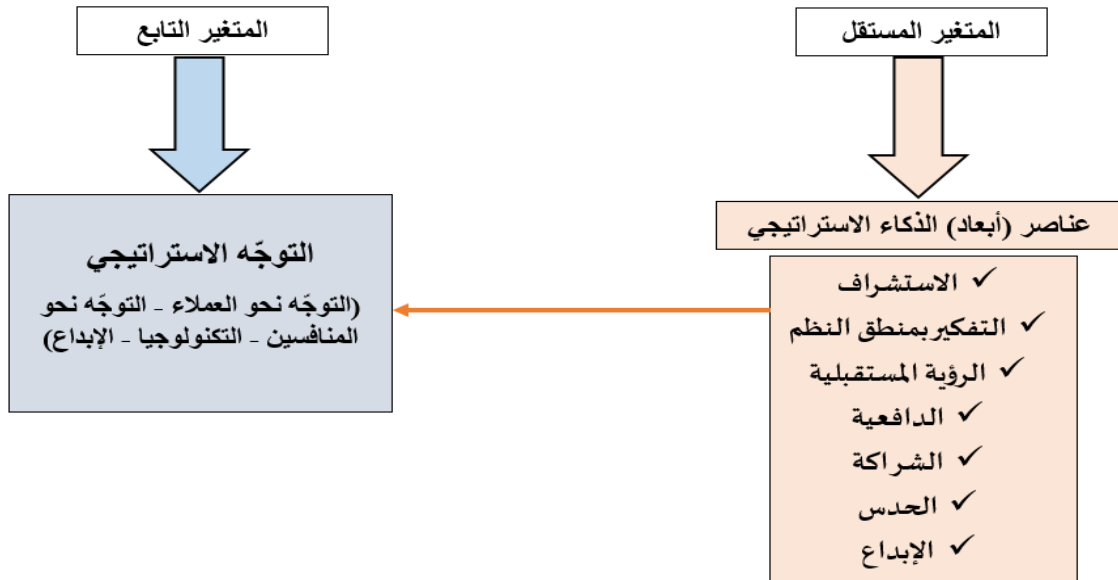 المتغير المستقل
المتغير التابع
عناصر (أبعاد) الذكاء الاستراتيجي
✓ الاستشراف
✓ التفكير بمنطق النظم
✓ الرؤية المستقبلية
✓ الدافعية
✓ الشراكة
✓ الحدس
✓ الإبداع
التوجّه الاستراتيجي
(التوجّه نحو العملاء - التوجّه نحو
المنافسين - التكنولوجيا - الإبداع)